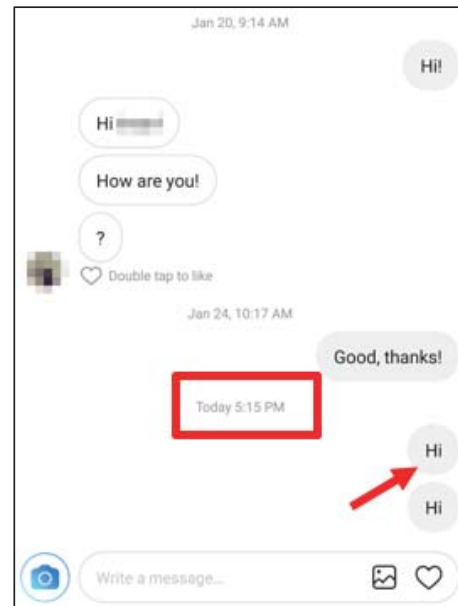 Jan 20, 9:14 AM
Hi!
Hi
How are you!
?
Double tap to like
Jan 24, 10:17 AM
Good, thanks!
Today 5:15 PM
Hi
Hi
Write a message...